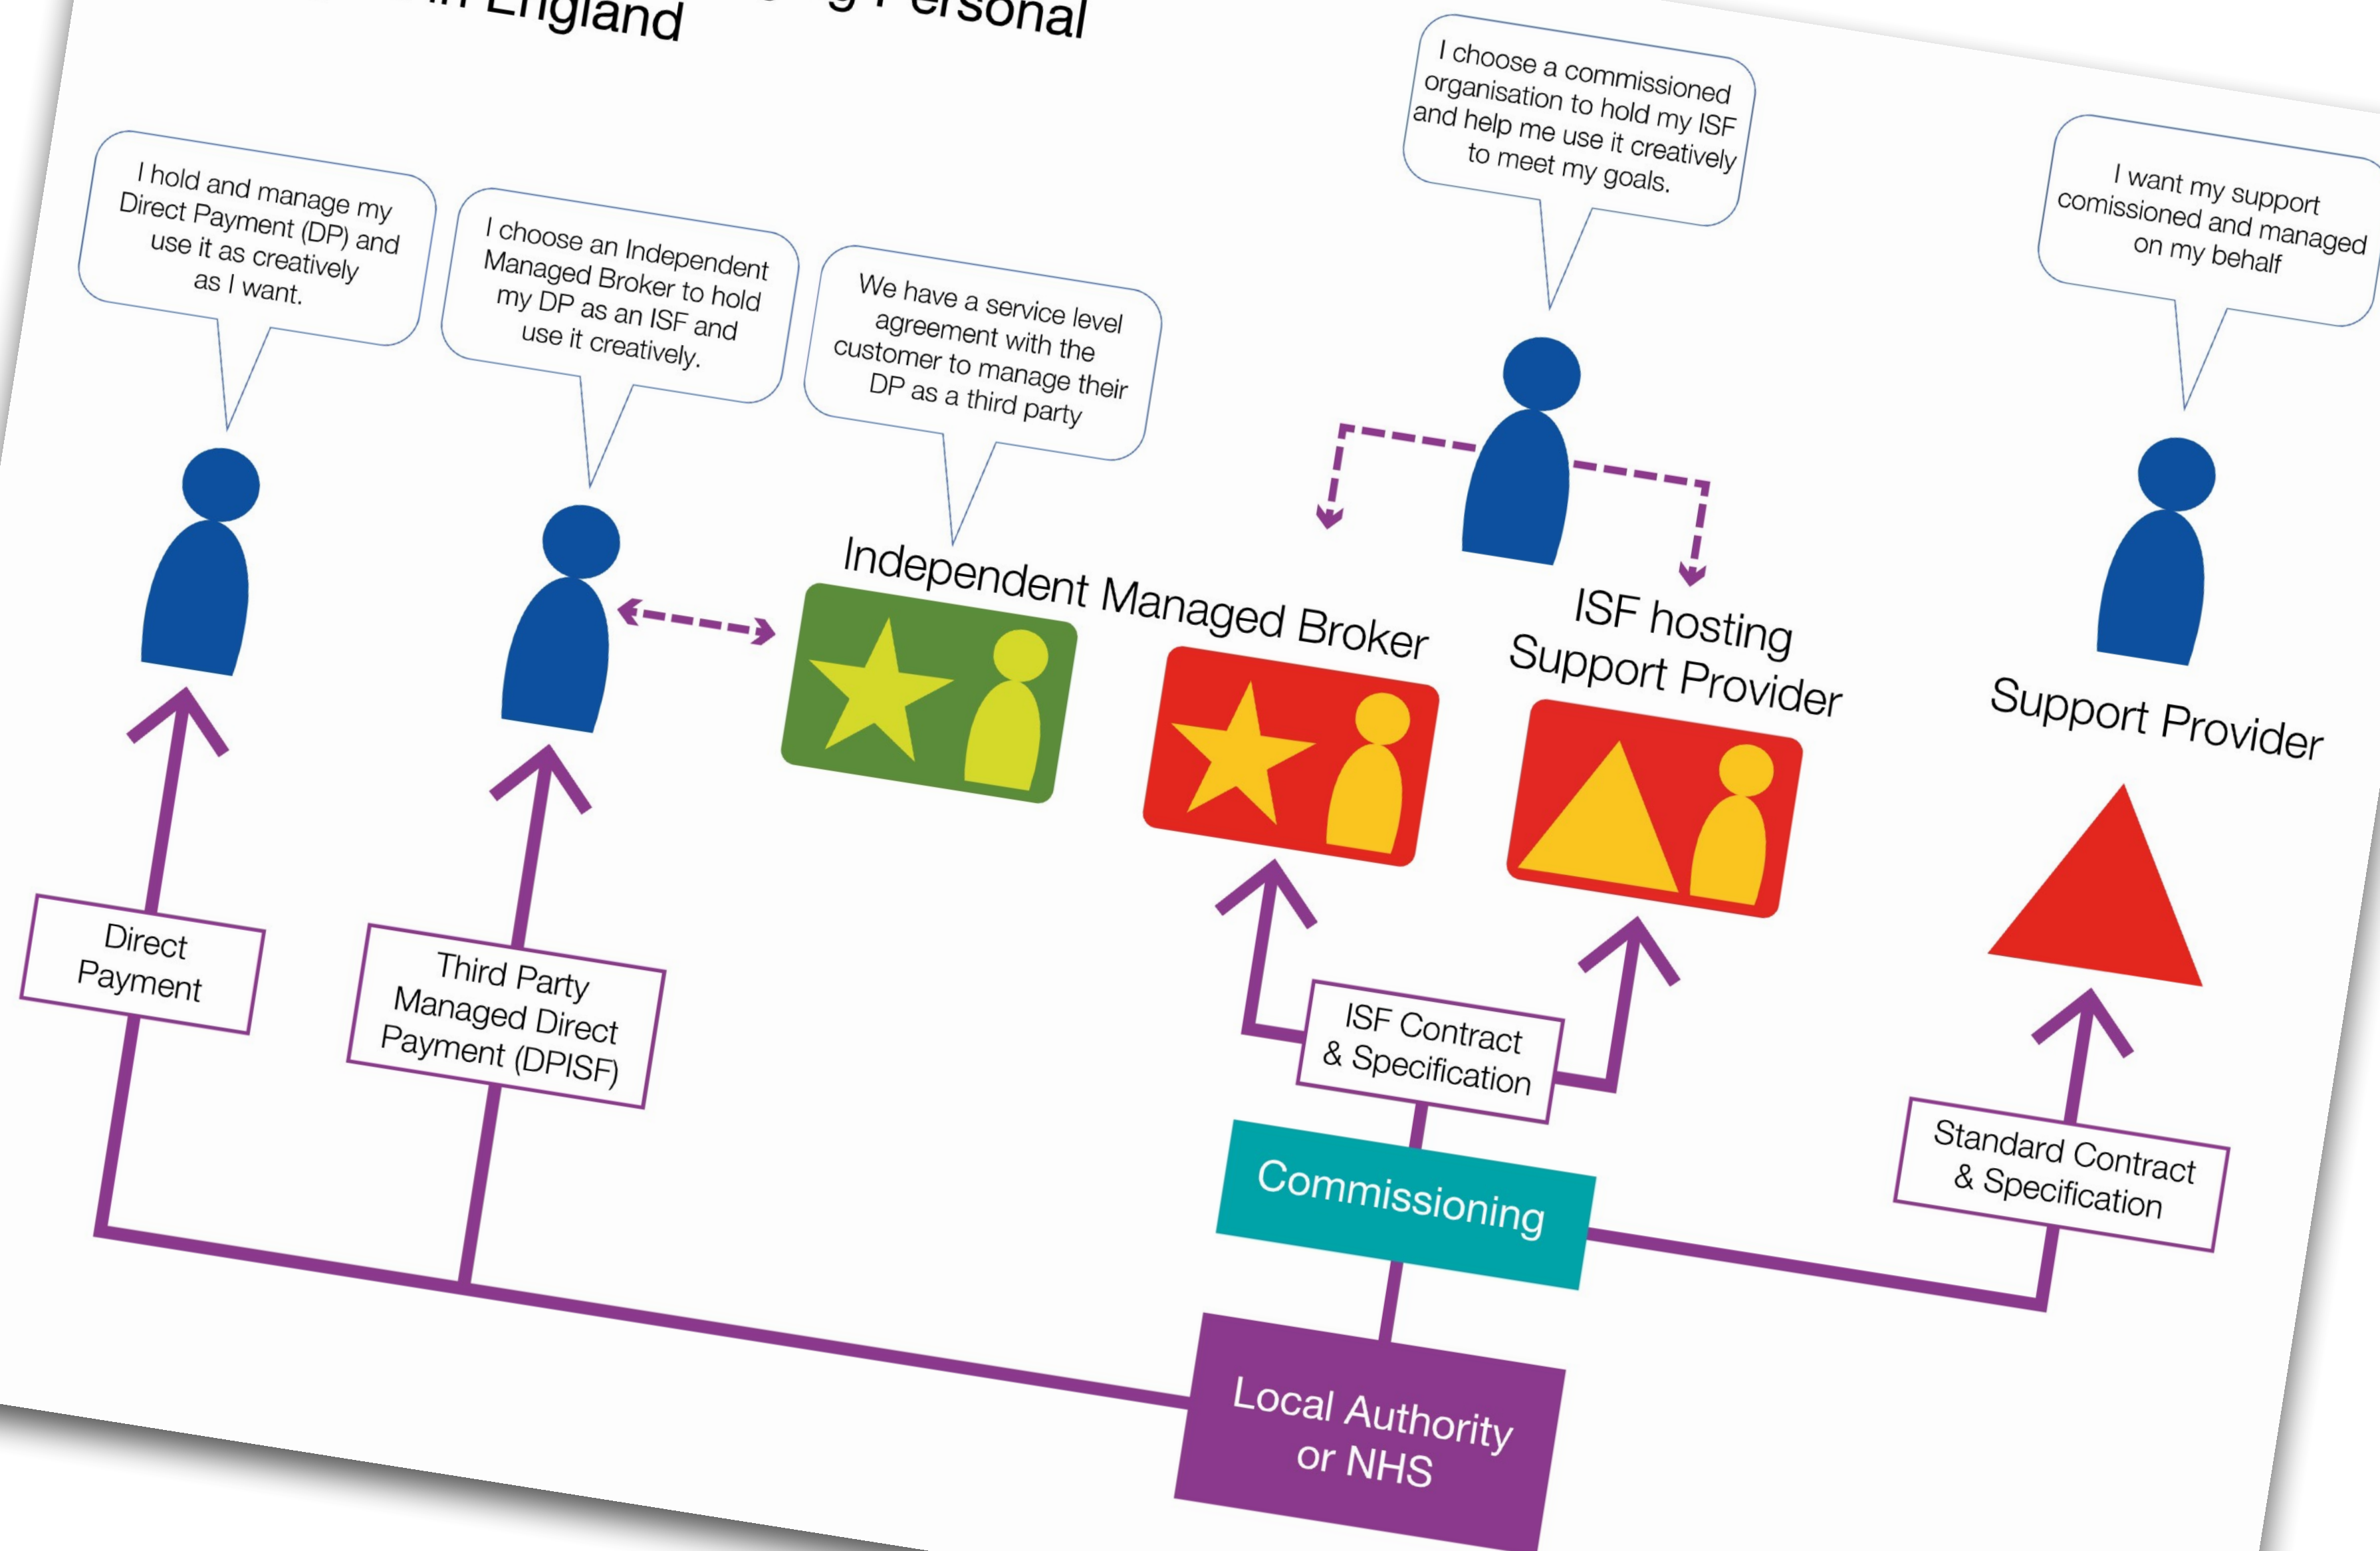 Personal
in England
I hold and manage my
Direct Payment (DP) and
use it as creatively
as I want.
I choose an Independent
Managed Broker to hold
my DP as an ISF and
use it creatively.
We have a service level
agreement with the
customer to manage their
DP as a third party
I choose a commissioned
organisation to hold my ISF
and help me use it creatively
to meet my goals.
I want my support
comissioned and managed
on my behalf
Independent Managed Broker
ISF hosting
Support Provider
Support Provider
Direct
Payment
Third Party
Managed Direct
Payment (DPISF)
ISF Contract
& Specification
Standard Contract
& Specification
Commissioning
Local Authority
or NHS